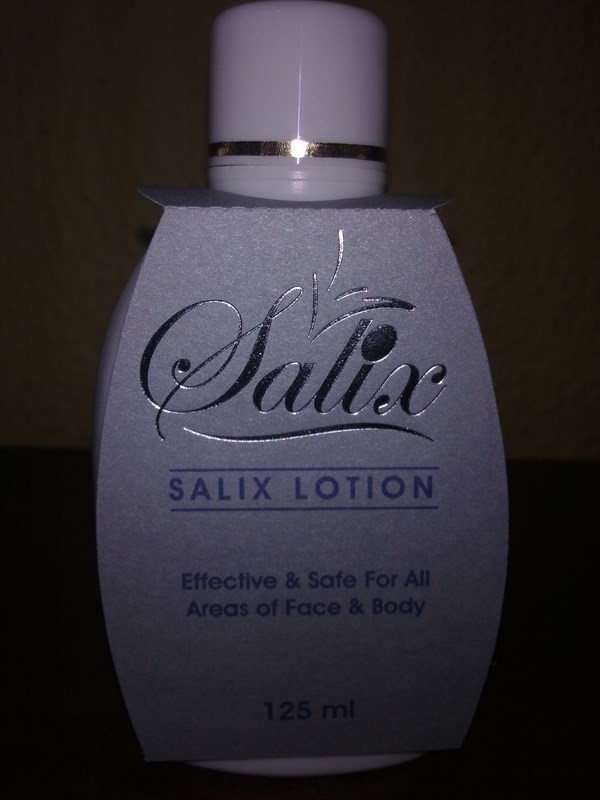 Salix
SALIX LOTION
Effective & Safe For All
Areas of Face & Body
125 ml